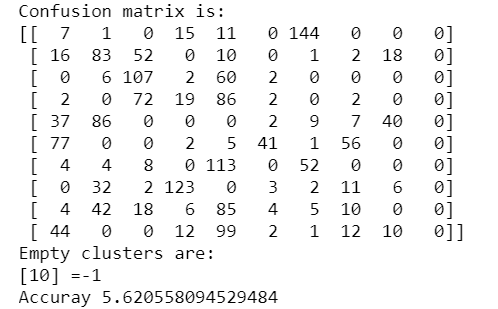 Confusion matrix is:
[[  7   1   0  15  11   0 144   0   0   0]
 [ 16  83  52   0  10   0   1   2  18   0]
 [  0   6 107   2  60   2   0   0   0   0]
 [  2   0  72  19  86   2   0   2   0   0]
 [ 37  86   0   0   0   2   9   7  40   0]
 [ 77   0   0   2   5  41   1  56   0   0]
 [  4   4   8   0 113   0  52   0   0   0]
 [  0  32   2 123   0   3   2  11   6   0]
 [  4  42  18   6  85   4   5  10   0   0]
 [ 44   0   0  12  99   2   1  12  10   0]]
Empty clusters are:
[10] =-1
Accuray 5.620558094529484